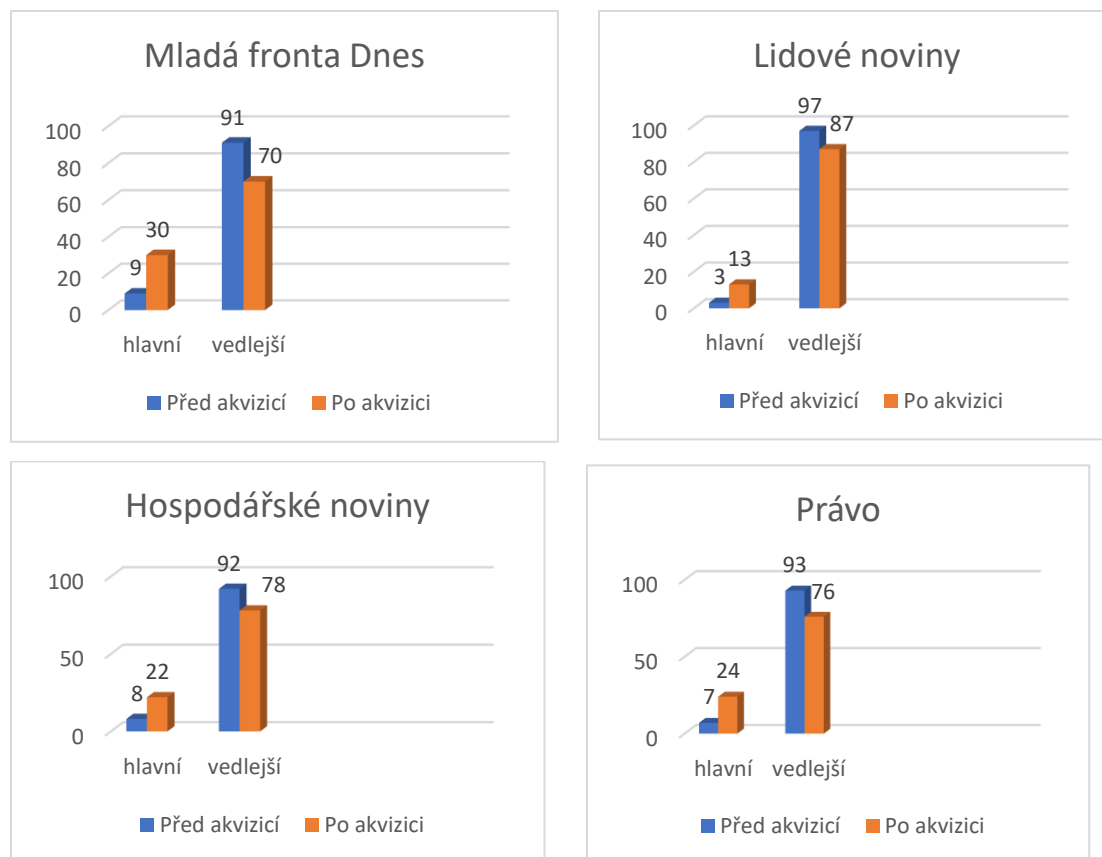 Mladá fronta Dnes
91
100
70
80
60
30
40
9
20
0
hlavní vedlejší
Před akvizicí Po akvizici
Lidové noviny
97
87
100
80
60
40
13
3
20
0
hlavní vedlejší
Před akvizicí Po akvizici
Hospodářské noviny
92
78
100
50
22
8
0
hlavní vedlejší
Před akvizicí Po akvizici
Právo
93
76
100
50
24
7
0
hlavní vedlejší
Před akvizicí Po akvizici